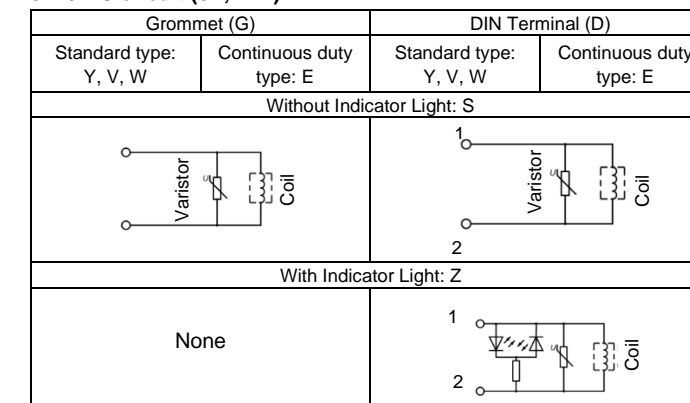 Grommet (G)
DIN Terminal (D)
Standard type:
Y, V, W
Continuous duty
type: E
Standard type:
Y, V, W
Continuous duty
type: E
Without Indicator Light: S
Varistor
U
Coil
1
2
Varistor
U
Coil
With Indicator Light: Z
None
1
2
U
Coil